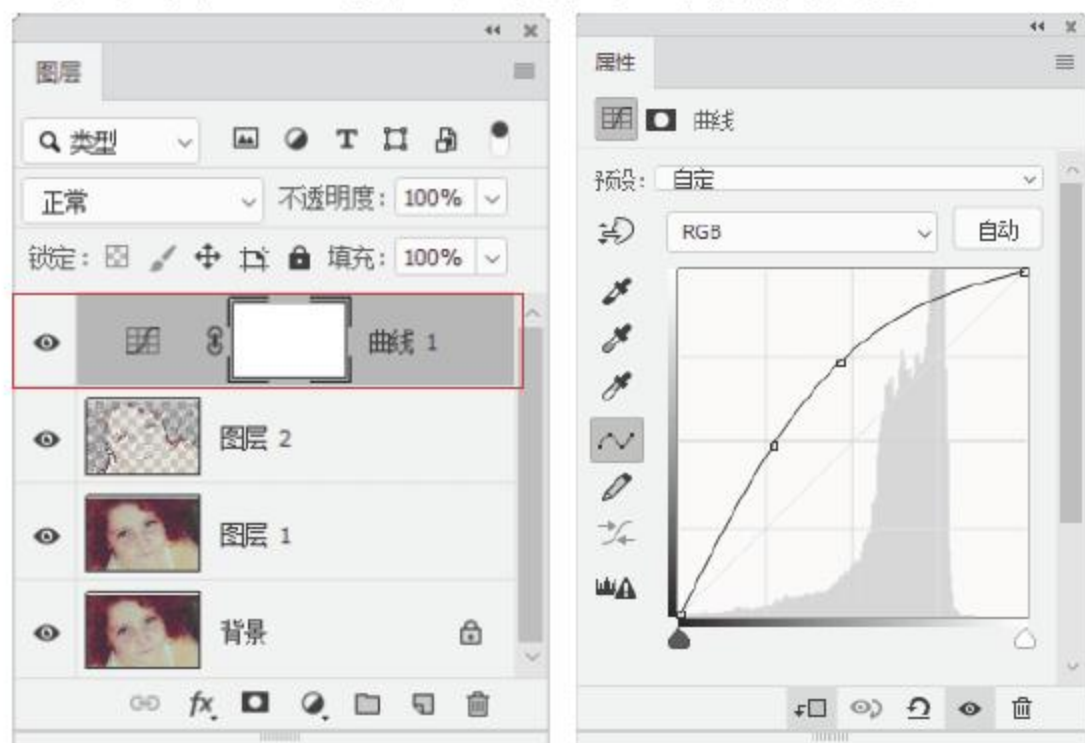 图层
类型
正常 不透明度: 100%
锁定: 填充: 100%
曲线 1
图层 2
图层 1
背景
fx
属性
曲线
预设: 自定
RGB 自动